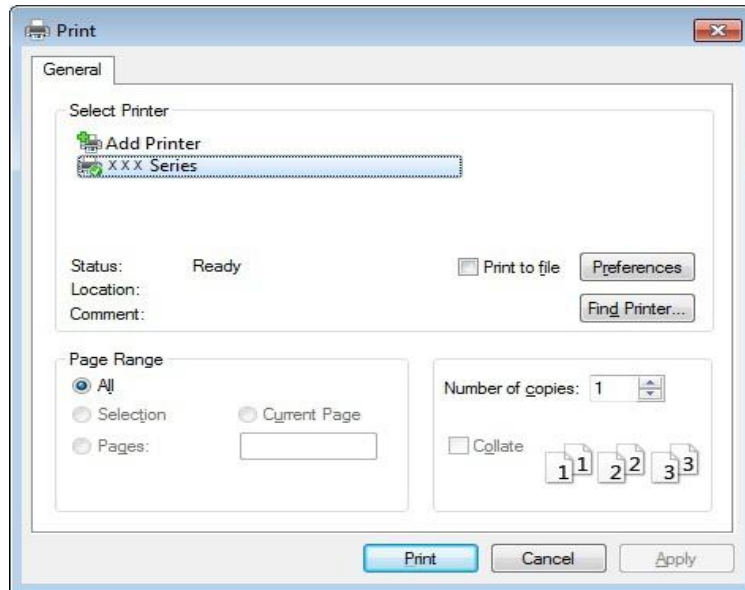 Print
General
Select Printer
Add Printer
X X X Series
Status: Ready
Location:
Comment:
Print to file
Preferences
Find Printer...
Page Range
All
Selection
Current Page
Pages:
Number of copies: 1
Collate
1 1 2 2 3 3
Print
Cancel
Apply